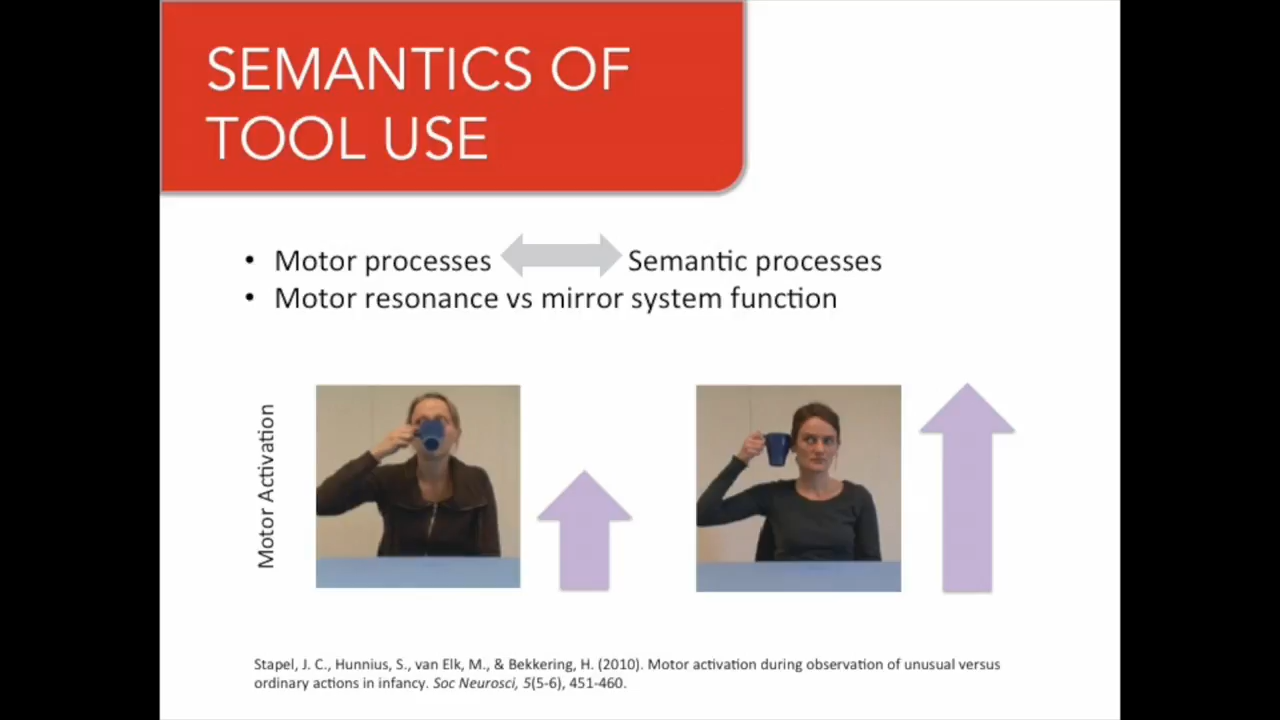 SEMANTICS OF
TOOL USE
• Motor processes Semantic processes
• Motor resonance vs mirror system function
Motor Activation
Stapel, J. C., Hunnius, S., van Elk, M., & Bekkering, H. (2010). Motor activation during observation of unusual versus
ordinary actions in infancy. Soc Neurosci, 5(5-6), 451-460.